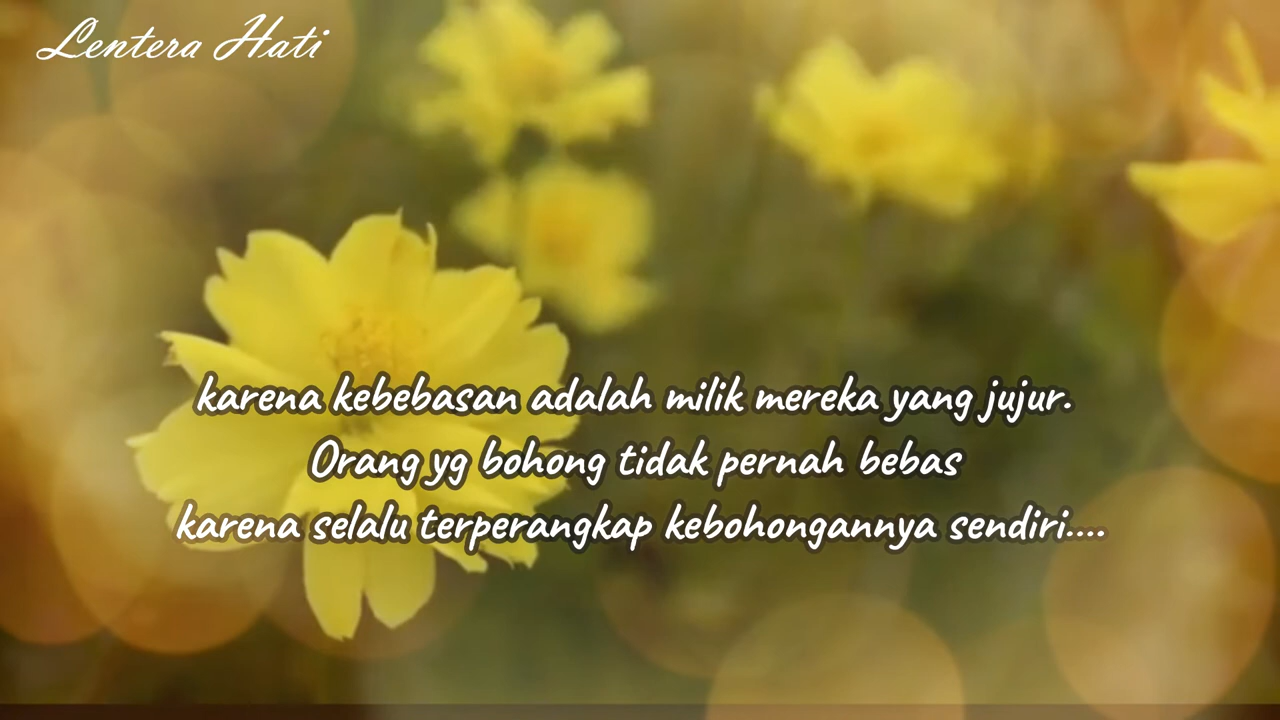 Lentera Hati
karena kebebasan adalah milik mereka yang jujur.
Orang yg bohong tidak pernah bebas
karena selalu terperangkap kebohongannya sendiri....